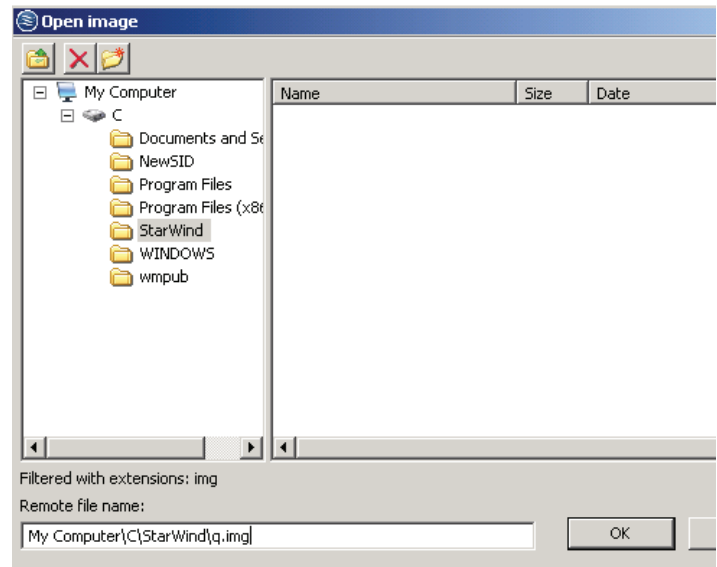 Open image
My Computer
C
Documents and Se
NewSID
Program Files
Program Files (x86
StarWind
WINDOWS
wmpub
Name Size Date
Filtered with extensions: img
Remote file name:
My Computer\C\StarWind\q.img
OK